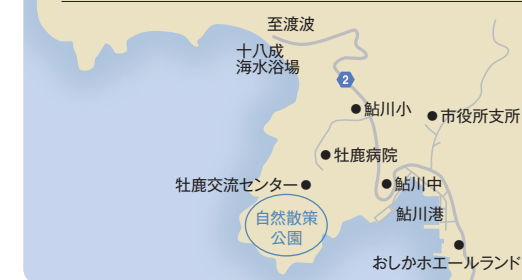 至渡波
十八成
海水浴場
2
鮎川小
市役所支所
牡鹿病院
牡鹿交流センター
鮎川中
自然散策
公園
鮎川港
おしかホエールランド